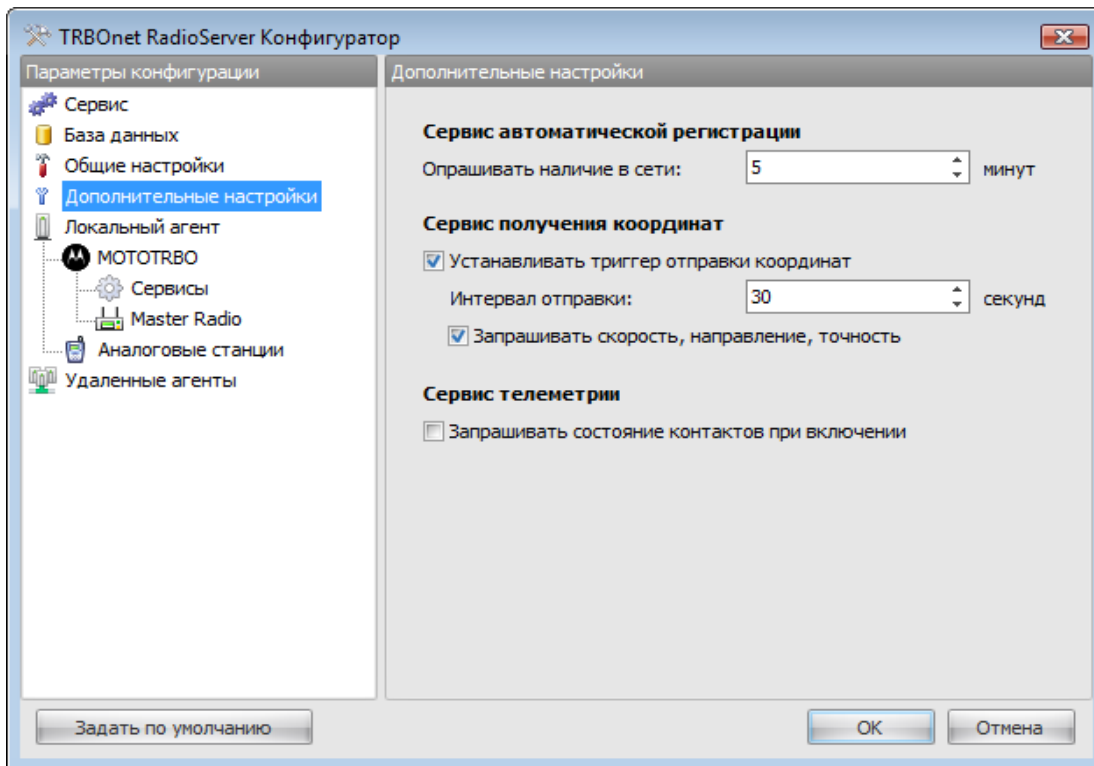 TRBOnet RadioServer Конфигуратор
Параметры конфигурации
Сервис
База данных
Общие настройки
Дополнительные настройки
Локальный агент
MOTOTRBO
Сервисы
Master Radio
Аналоговые станции
Удаленные агенты
Дополнительные настройки
Сервис автоматической регистрации
Опрашивать наличие в сети: 5 минут
Сервис получения координат
Устанавливать триггер отправки координат
Интервал отправки: 30 секунд
Запрашивать скорость, направление, точность
Сервис телеметрии
Запрашивать состояние контактов при включении
Задать по умолчанию
OK
Отмена